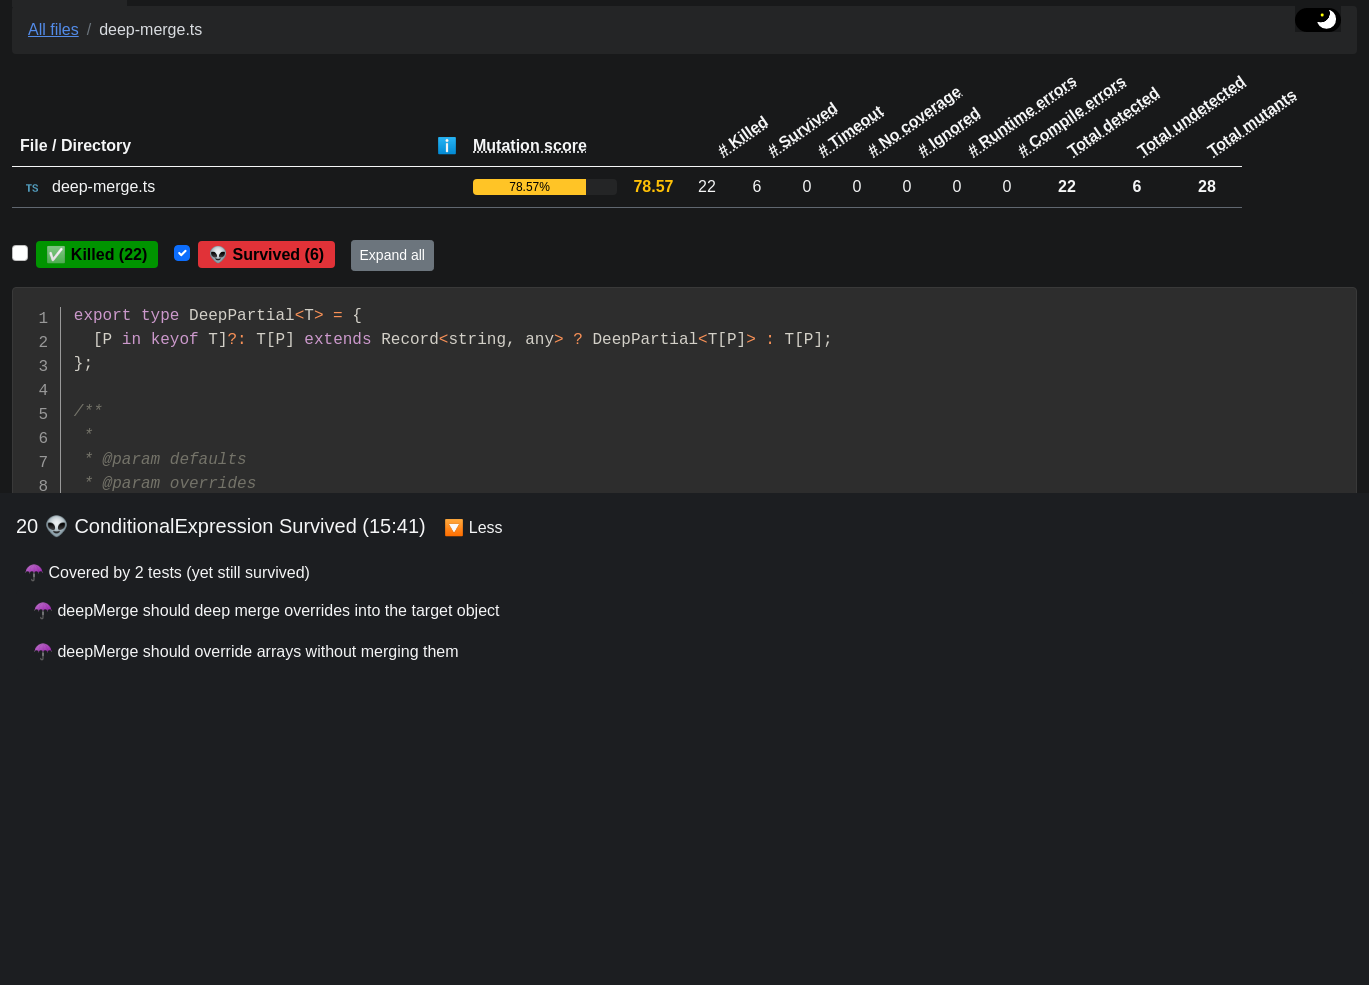 All files / deep-merge.ts
File / Directory ℹ️ Mutation score # Killed # Survived # Timeout # No coverage # Ignored # Runtime errors # Compile errors Total detected Total undetected Total mutants
TS deep-merge.ts 78.57% 78.57 22 6 0 0 0 0 0 22 6 28
✅ Killed (22) 👽 Survived (6) Expand all
1 export type DeepPartial<T> = {
2   [P in keyof T]?: T[P] extends Record<string, any> ? DeepPartial<T[P]> : T[P];
3 };
4
5 /**
6  *
7  * @param defaults
8  * @param overrides
20 👽 ConditionalExpression Survived (15:41) 🔽 Less
☂️ Covered by 2 tests (yet still survived)
☂️ deepMerge should deep merge overrides into the target object
☂️ deepMerge should override arrays without merging them